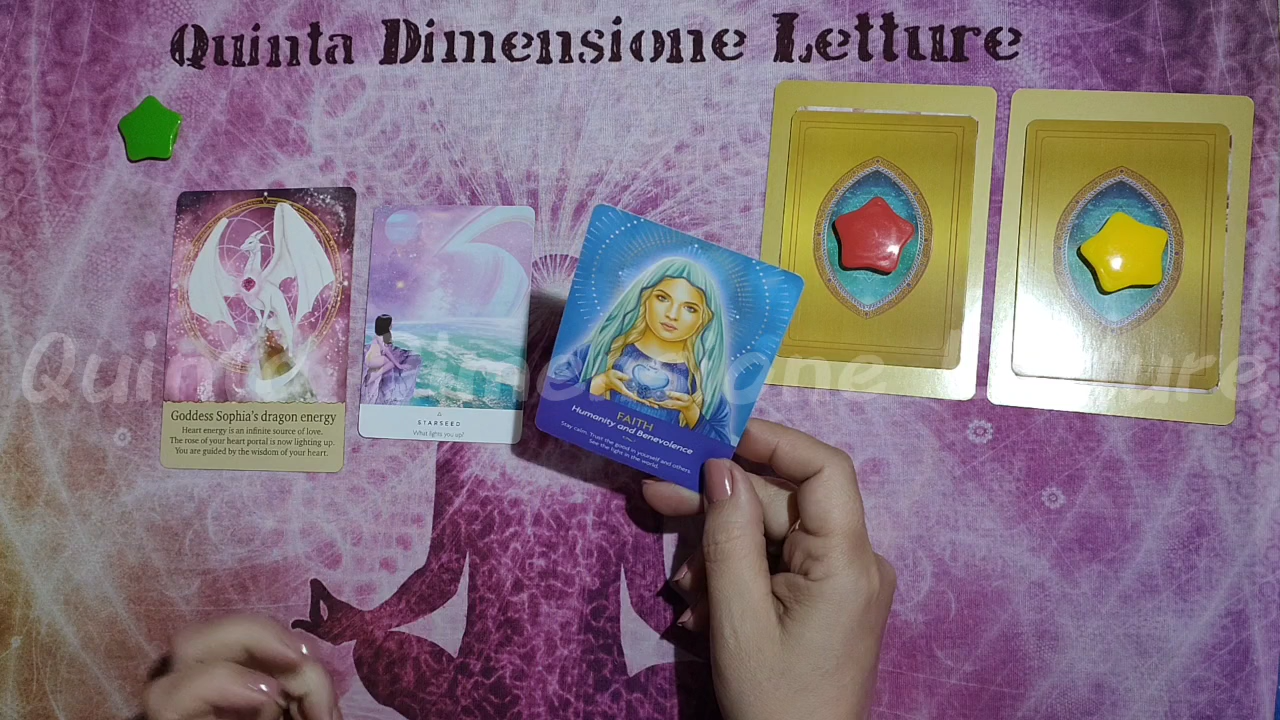 Quinta Dimensione Letture
Goddess Sophia's dragon energy
Heart energy is an infinite source of love.
The rose of your heart portal is now lighting up.
You are guided by the wisdom of your heart.
STARSEED
What lights you up?
FAITH
Humanity and Benevolence
Stay calm. Trust the good in yourself and others
See the light in the world.
Quinta Dimensione Letture